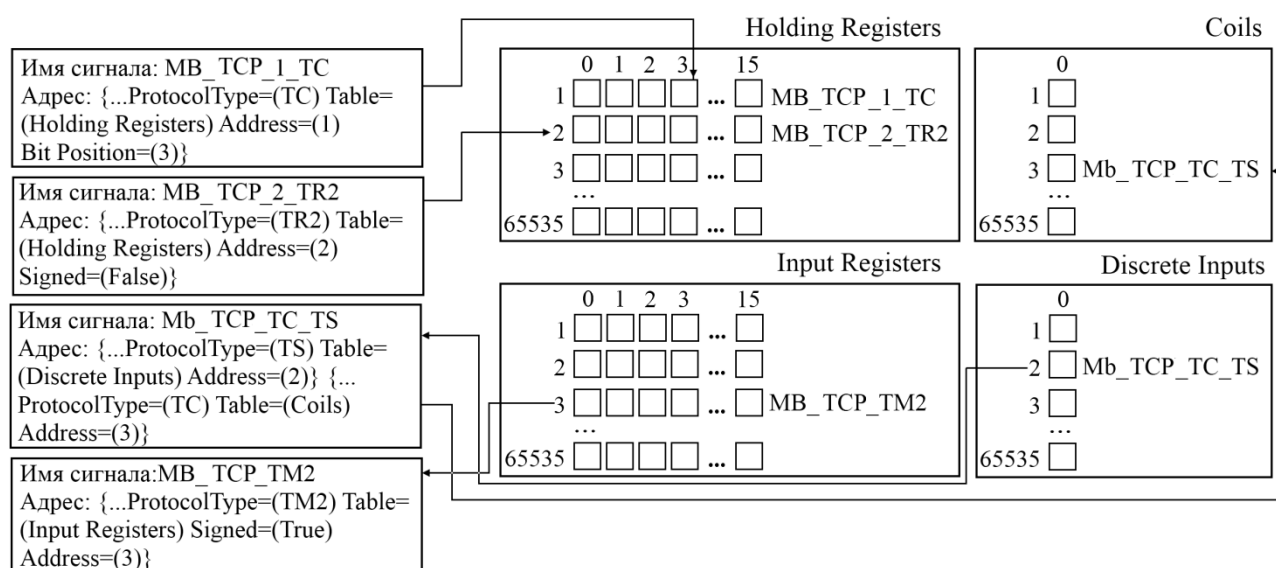 Имя сигнала: MB_TCP_1_TC
Адрес: {...ProtocolType=(TC) Table=
(Holding Registers) Address=(1)
Bit Position=(3)}
Имя сигнала: MB_TCP_2_TR2
Адрес: {...ProtocolType=(TR2) Table=
(Holding Registers) Address=(2)
Signed=(False)}
Имя сигнала: Mb_TCP_TC_TS
Адрес: {...ProtocolType=(TS) Table=
(Discrete Inputs) Address=(2)} {...
ProtocolType=(TC) Table=(Coils)
Address=(3)}
Имя сигнала:MB_TCP_TM2
Адрес: {...ProtocolType=(TM2) Table=
(Input Registers) Signed=(True)
Address=(3)}
Holding Registers
0 1 2 3 15
1 ... MB_TCP_1_TC
2 ... MB_TCP_2_TR2
3 ...
...
65535 ...
Coils
0
1
2
3 Mb_TCP_TC_TS
...
65535
Input Registers
0 1 2 3 15
1 ...
2 ...
3 ... MB_TCP_TM2
...
65535 ...
Discrete Inputs
0
1
2 Mb_TCP_TC_TS
3
...
65535